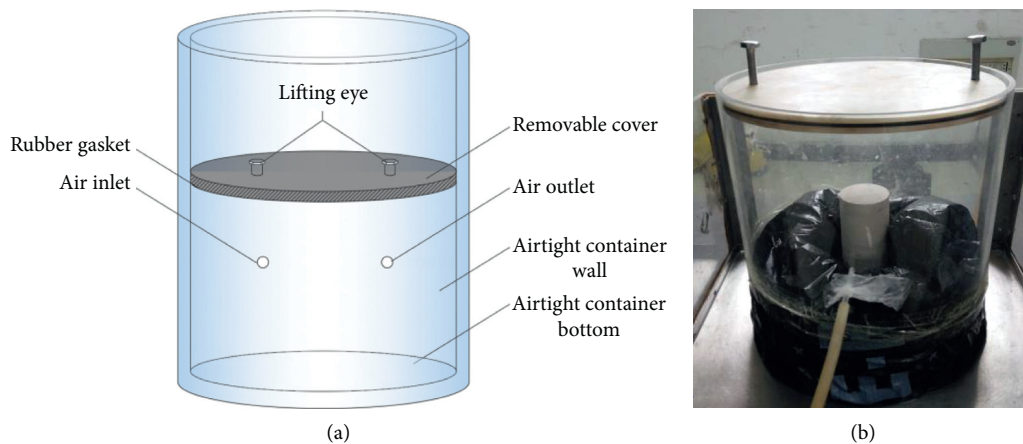 Lifting eye
Rubber gasket
Removable cover
Air inlet
Air outlet
Airtight container
wall
Airtight container
bottom
(a)
(b)